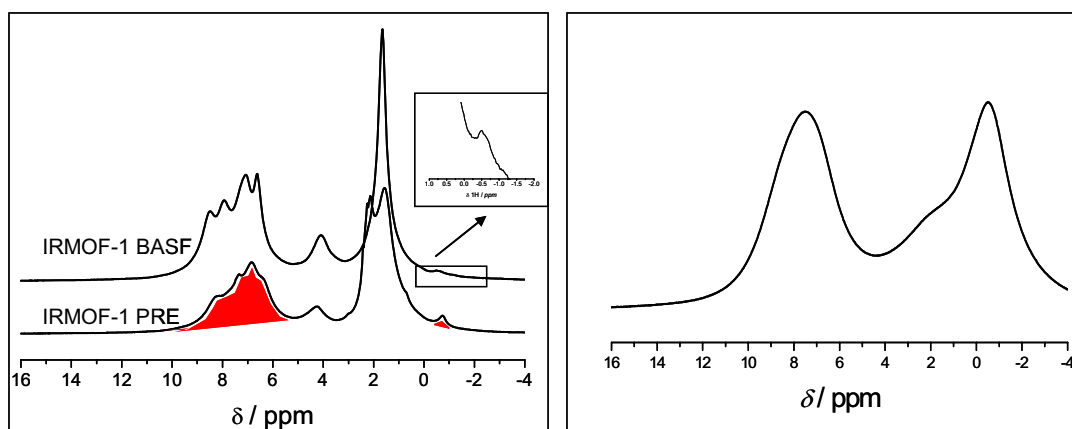 1.0 0.5 0.0 -0.5 -1.0 -1.5 -2.0
δ 1H / ppm
IRMOF-1 BASF
IRMOF-1 PRE
16 14 12 10 8 6 4 2 0 -2 -4
δ / ppm
16 14 12 10 8 6 4 2 0 -2 -4
δ / ppm